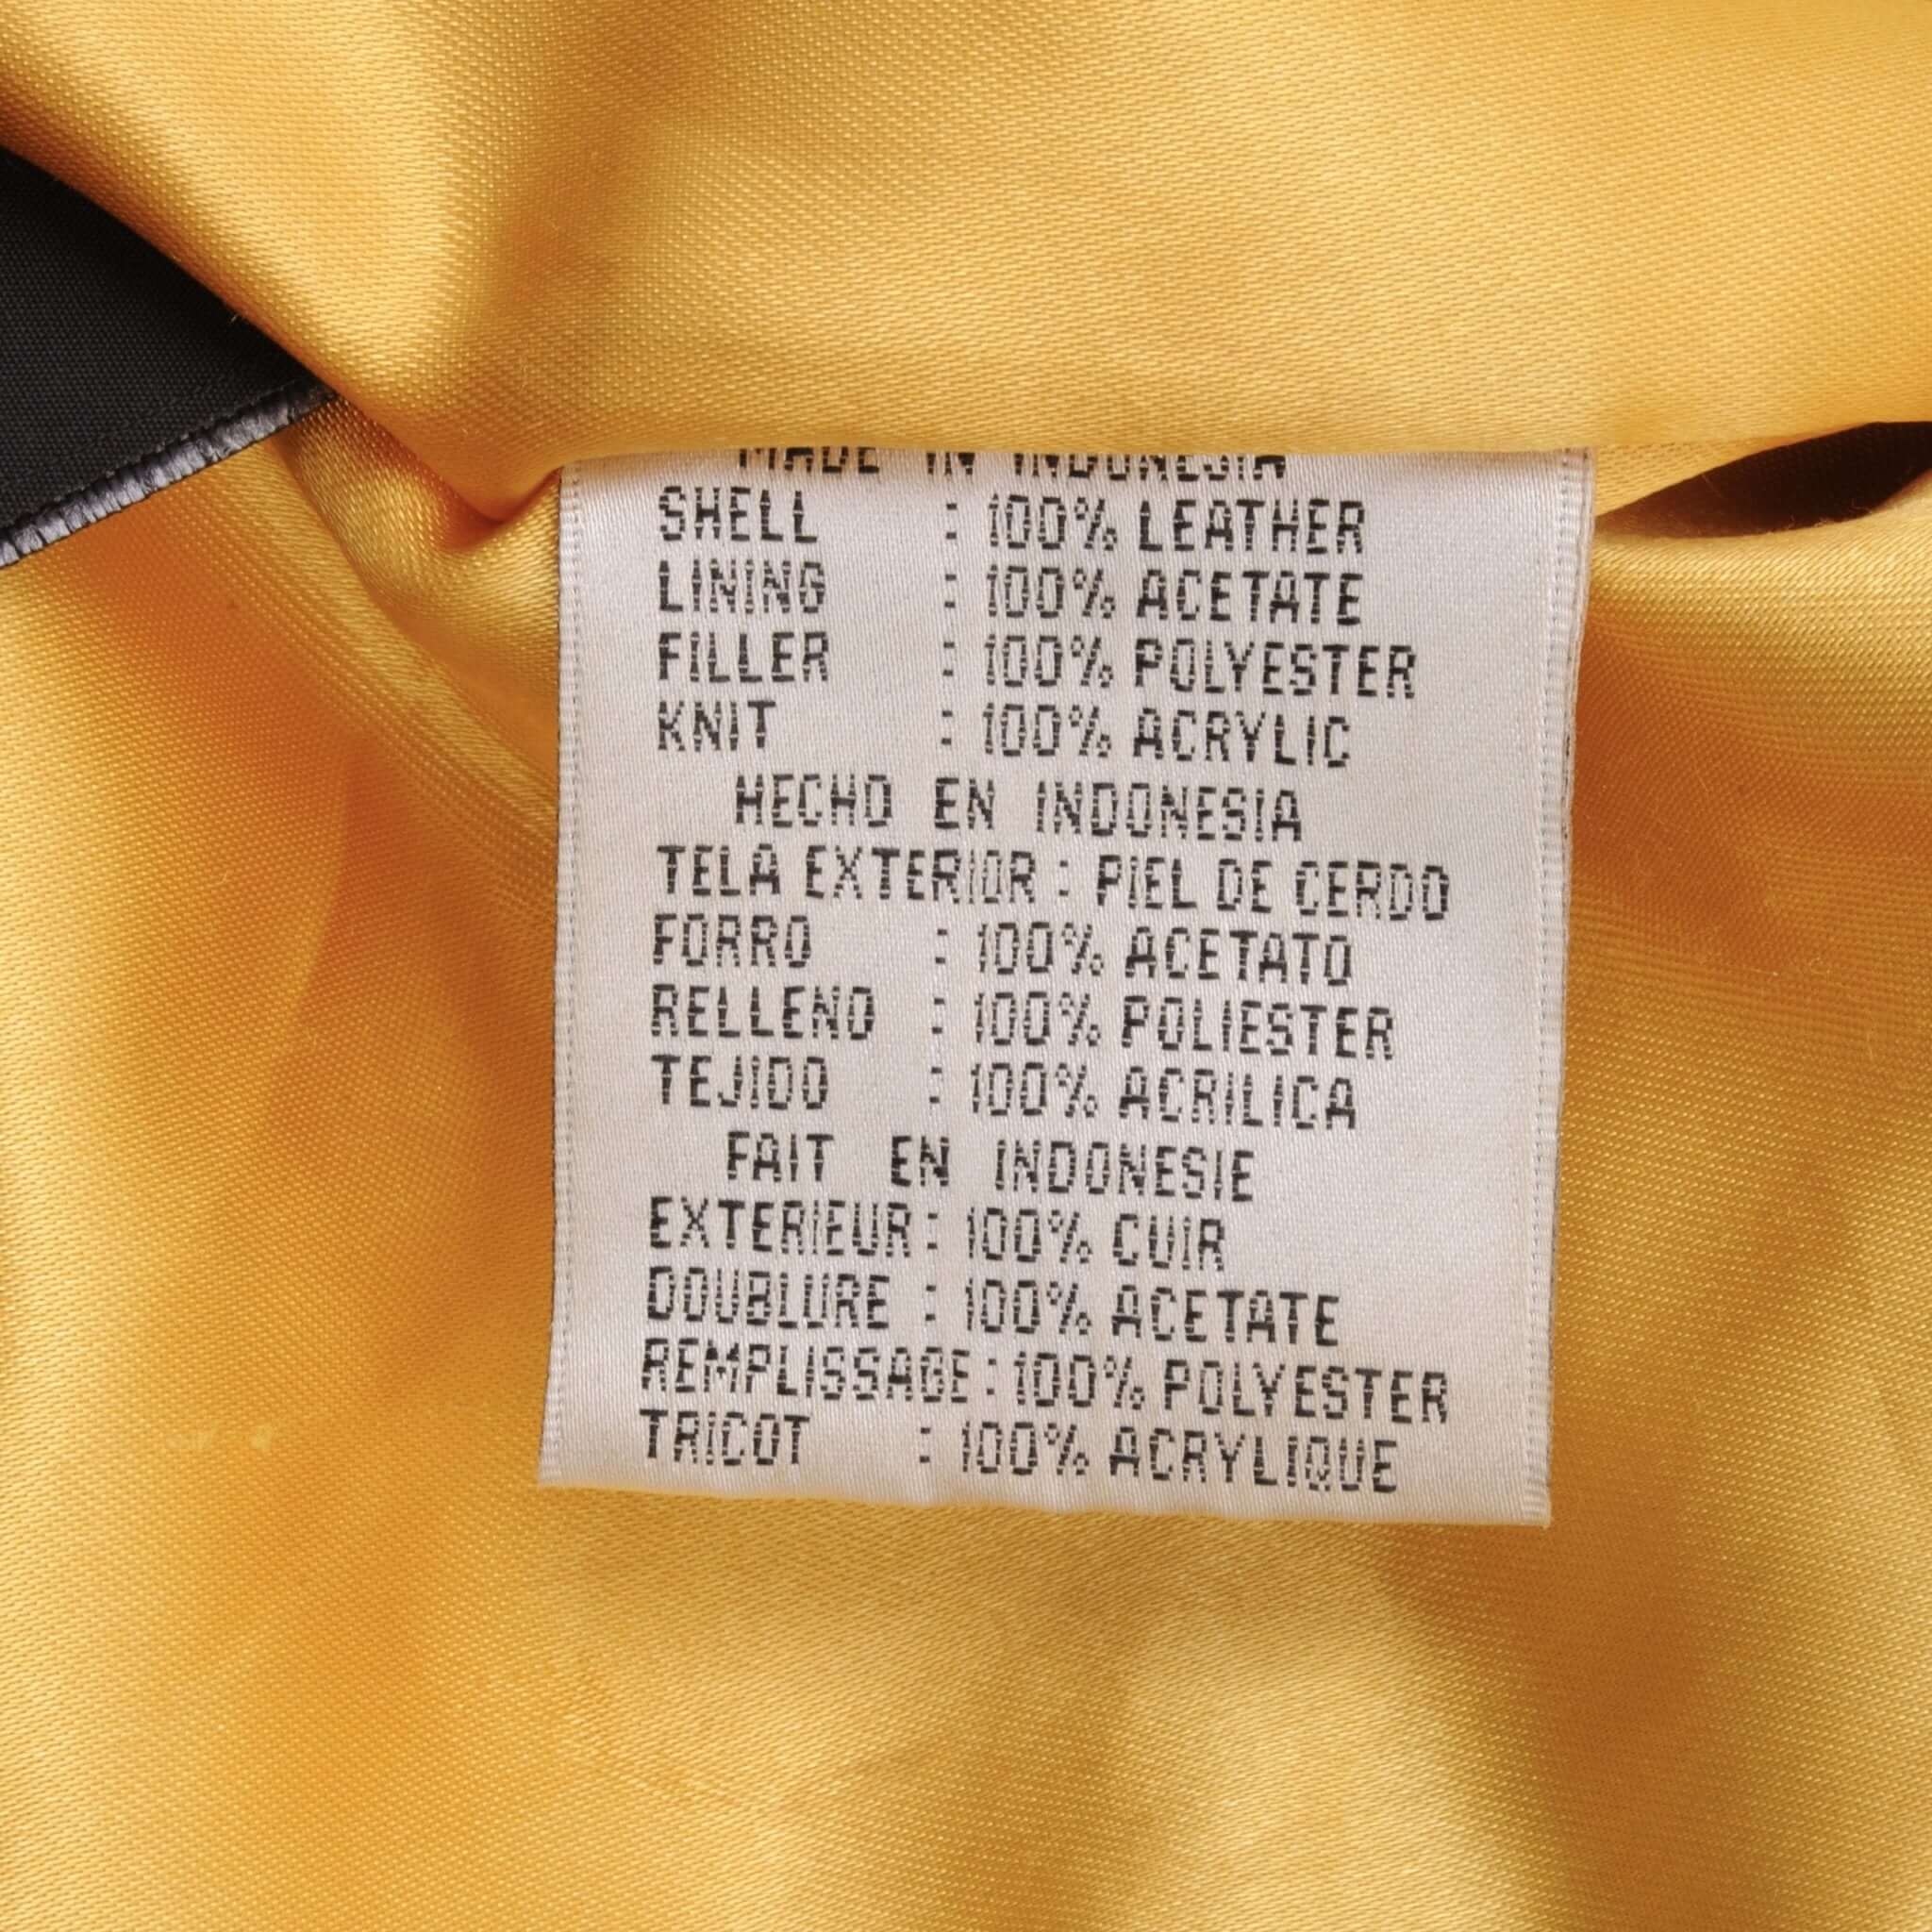 MADE IN INDONESIA
SHELL : 100% LEATHER
LINING : 100% ACETATE
FILLER : 100% POLYESTER
KNIT : 100% ACRYLIC
HECHO EN INDONESIA
TELA EXTERIOR : PIEL DE CERDO
FORRO : 100% ACETATO
RELLENO : 100% POLIESTER
TEJIDO : 100% ACRILICA
FAIT EN INDONESIE
EXTERIEUR : 100% CUIR
DOUBLURE : 100% ACETATE
REMPLISSAGE : 100% POLYESTER
TRICOT : 100% ACRYLIQUE